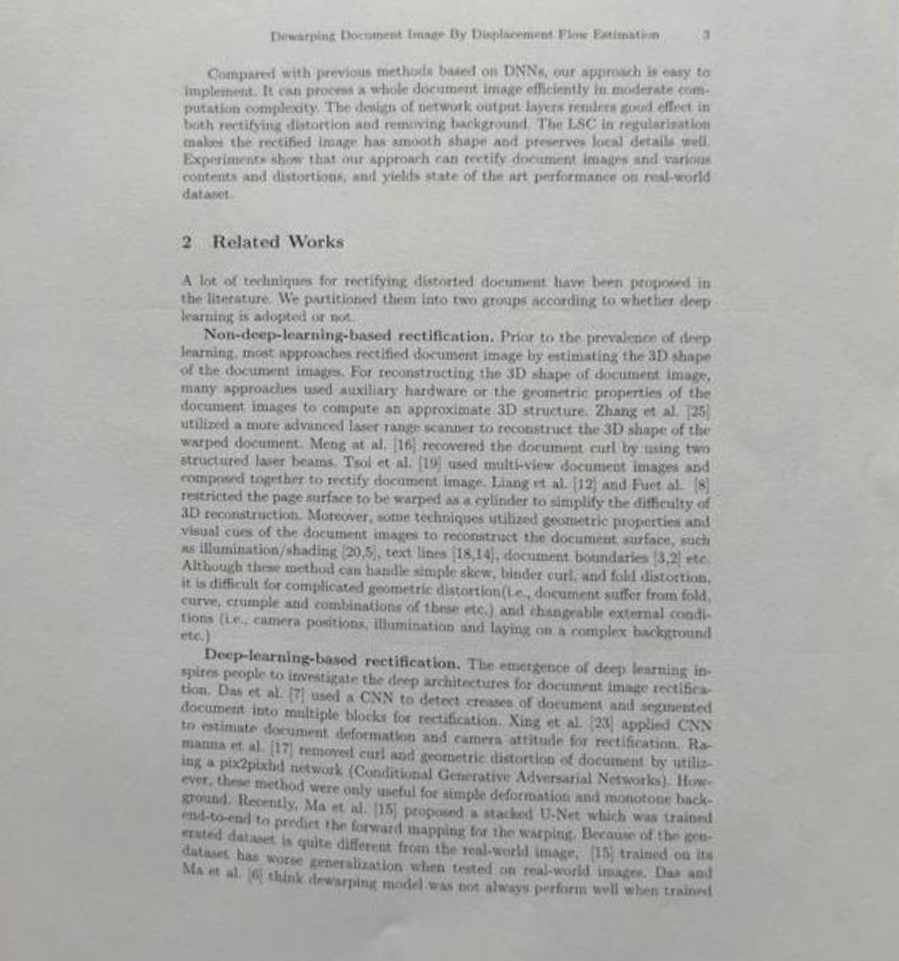 Dewarping Document Image By Displacement Flow Estimation 3
Compared with previous methods based on DNNs, our approach is easy to
implement. It can process a whole document image efficiently in moderate com-
putation complexity. The design of network output layers renders good effect in
both rectifying distortion and removing background. The LSC in regularization
makes the rectified image has smooth shape and preserves local details well.
Experiments show that our approach can rectify document images and various
contents and distortions, and yields state of the art performance on real-world
dataset.
2 Related Works
A lot of techniques for rectifying distorted document have been proposed in
the literature. We partitioned them into two groups according to whether deep
learning is adopted or not.
Non-deep-learning-based rectification. Prior to the prevalence of deep
learning, most approaches rectified document image by estimating the 3D shape
of the document images. For reconstructing the 3D shape of document image,
many approaches used auxiliary hardware or the geometric properties of the
document images to compute an approximate 3D structure. Zhang et al. [25]
utilized a more advanced laser range scanner to reconstruct the 3D shape of the
warped document. Meng at al. [16] recovered the document curl by using two
structured laser beams. Tsoi et al. [19] used multi-view document images and
composed together to rectify document image. Liang et al. [12] and Fuet al. [8]
restricted the page surface to be warped as a cylinder to simplify the difficulty of
3D reconstruction. Moreover, some techniques utilized geometric properties and
visual cues of the document images to reconstruct the document surface, such
as illumination/shading [20,5], text lines [18,14], document boundaries [3,2] etc.
Although these method can handle simple skew, binder curl, and fold distortion,
it is difficult for complicated geometric distortion(i.e., document suffer from fold,
curve, crumple and combinations of these etc.) and changeable external condi-
tions (i.e., camera positions, illumination and laying on a complex background
etc.)
Deep-learning-based rectification. The emergence of deep learning in-
spires people to investigate the deep architectures for document image rectifica-
tion. Das et al. [7] used a CNN to detect creases of document and segmented
document into multiple blocks for rectification. Xing et al. [23] applied CNN
to estimate document deformation and camera attitude for rectification. Ra-
manna et al. [17] removed curl and geometric distortion of document by utiliz-
ing a pix2pixhd network (Conditional Generative Adversarial Networks). How-
ever, these method were only useful for simple deformation and monotone back-
ground. Recently, Ma et al. [15] proposed a stacked U-Net which was trained
end-to-end to predict the forward mapping for the warping. Because of the gen-
erated dataset is quite different from the real-world image, [15] trained on its
dataset has worse generalization when tested on real-world images. Das and
Ma et al. [6] think dewarping model was not always perform well when trained